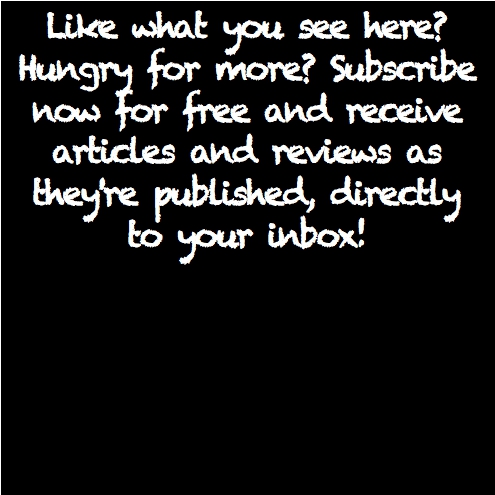 Like what you see here?
Hungry for more? Subscribe
now for free and receive
articles and reviews as
they're published, directly
to your inbox!